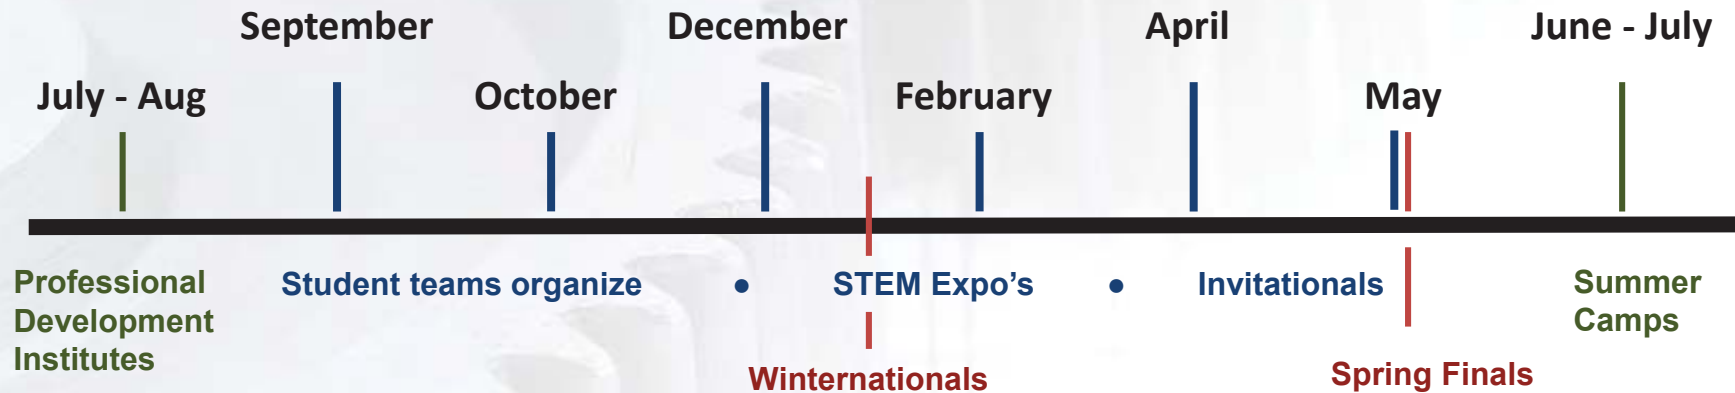 September
December
April
June - July
July - Aug
October
February
May
Professional
Development
Institutes
Student teams organize • STEM Expo's • Invitationals
Summer
Camps
Winternationals
Spring Finals